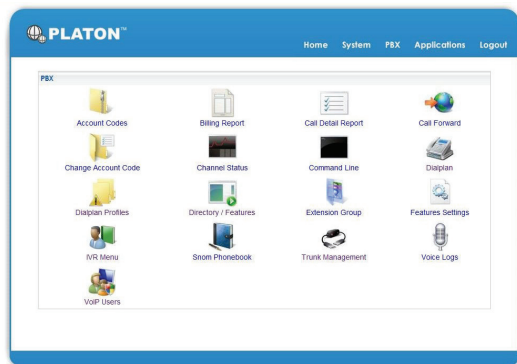 PLATON™
Home System PBX Applications Logout
PBX
Account Codes Billing Report Call Detail Report Call Forward
Change Account Code Channel Status Command Line Dialplan
Dialplan Profiles Directory / Features Extension Group Features Settings
IVR Menu Snom Phonebook Trunk Management Voice Logs
VoIP Users